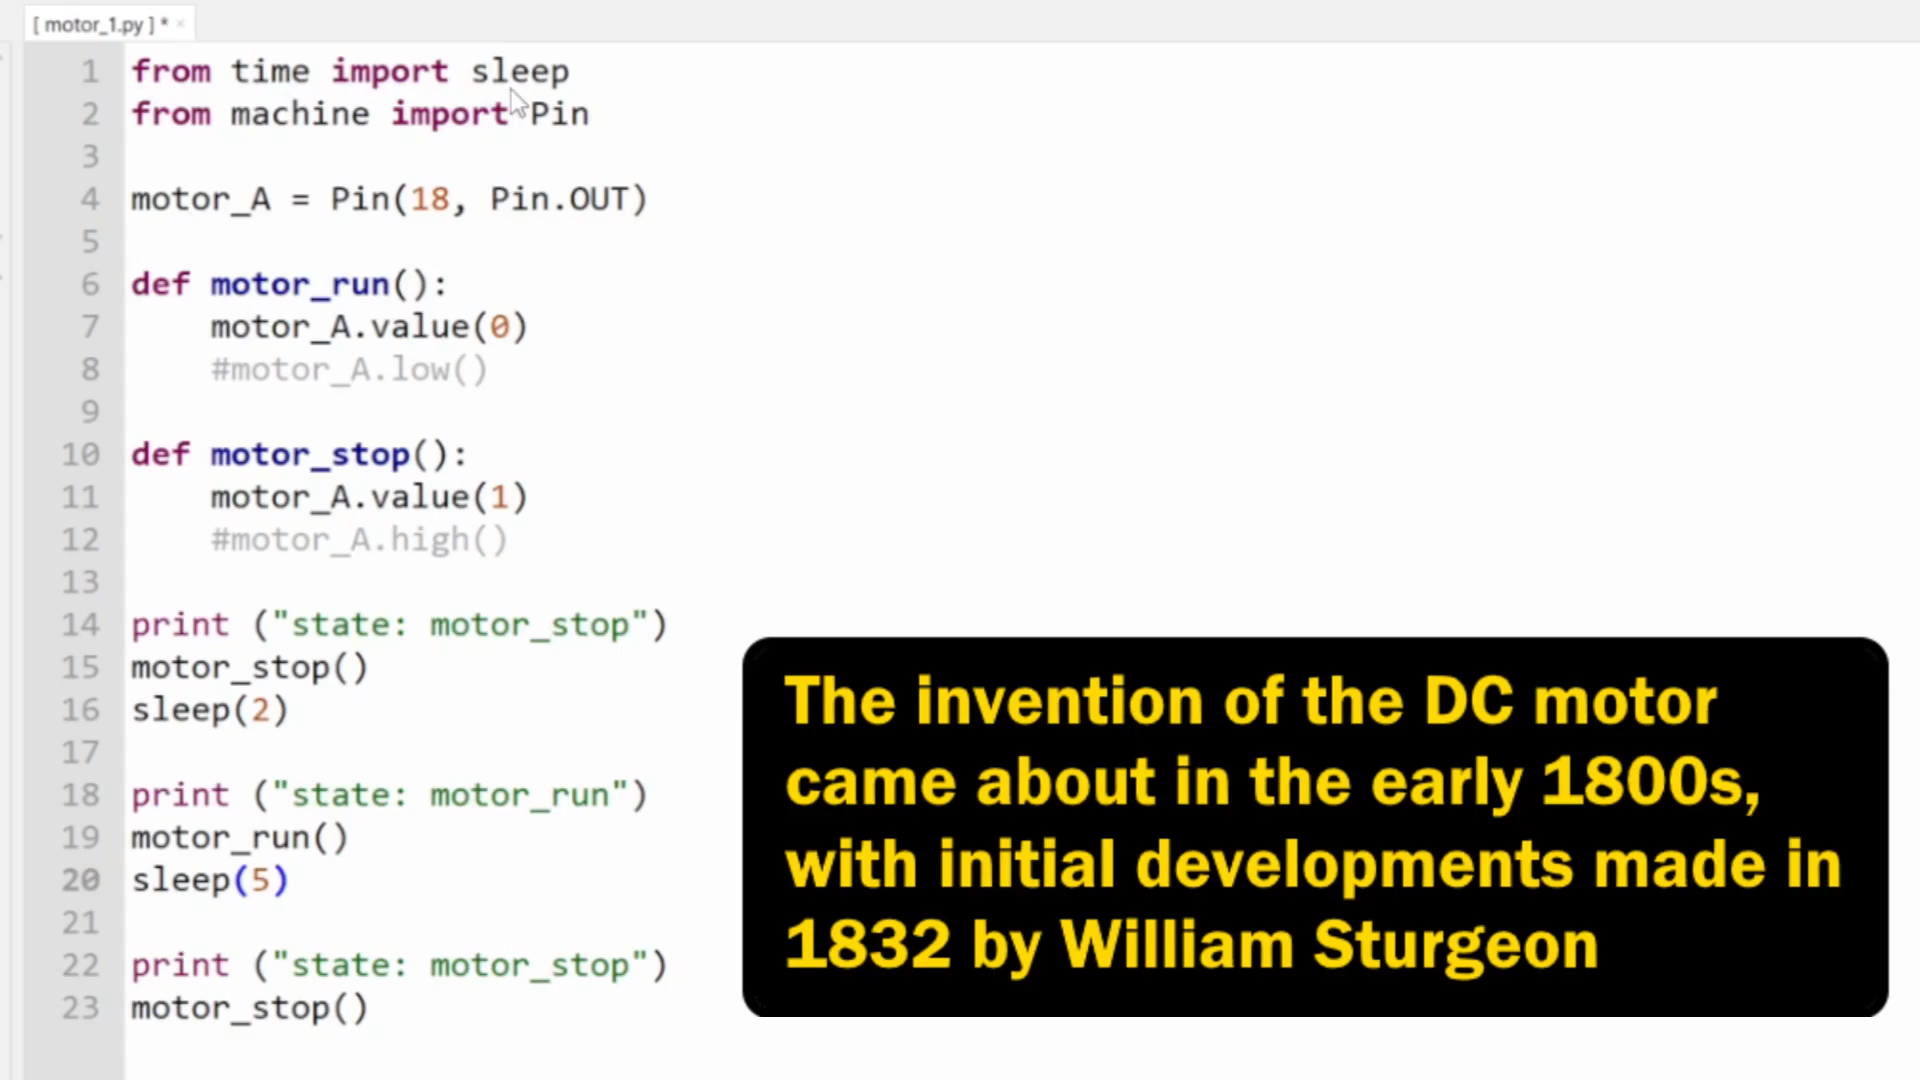 [ motor_1.py ] * ×
1 from time import sleep
2 from machine import Pin
3
4 motor_A = Pin(18, Pin.OUT)
5
6 def motor_run():
7     motor_A.value(0)
8     #motor_A.low()
9
10 def motor_stop():
11     motor_A.value(1)
12     #motor_A.high()
13
14 print ("state: motor_stop")
15 motor_stop()
16 sleep(2)
17
18 print ("state: motor_run")
19 motor_run()
20 sleep(5)
21
22 print ("state: motor_stop")
23 motor_stop()
The invention of the DC motor
came about in the early 1800s,
with initial developments made in
1832 by William Sturgeon